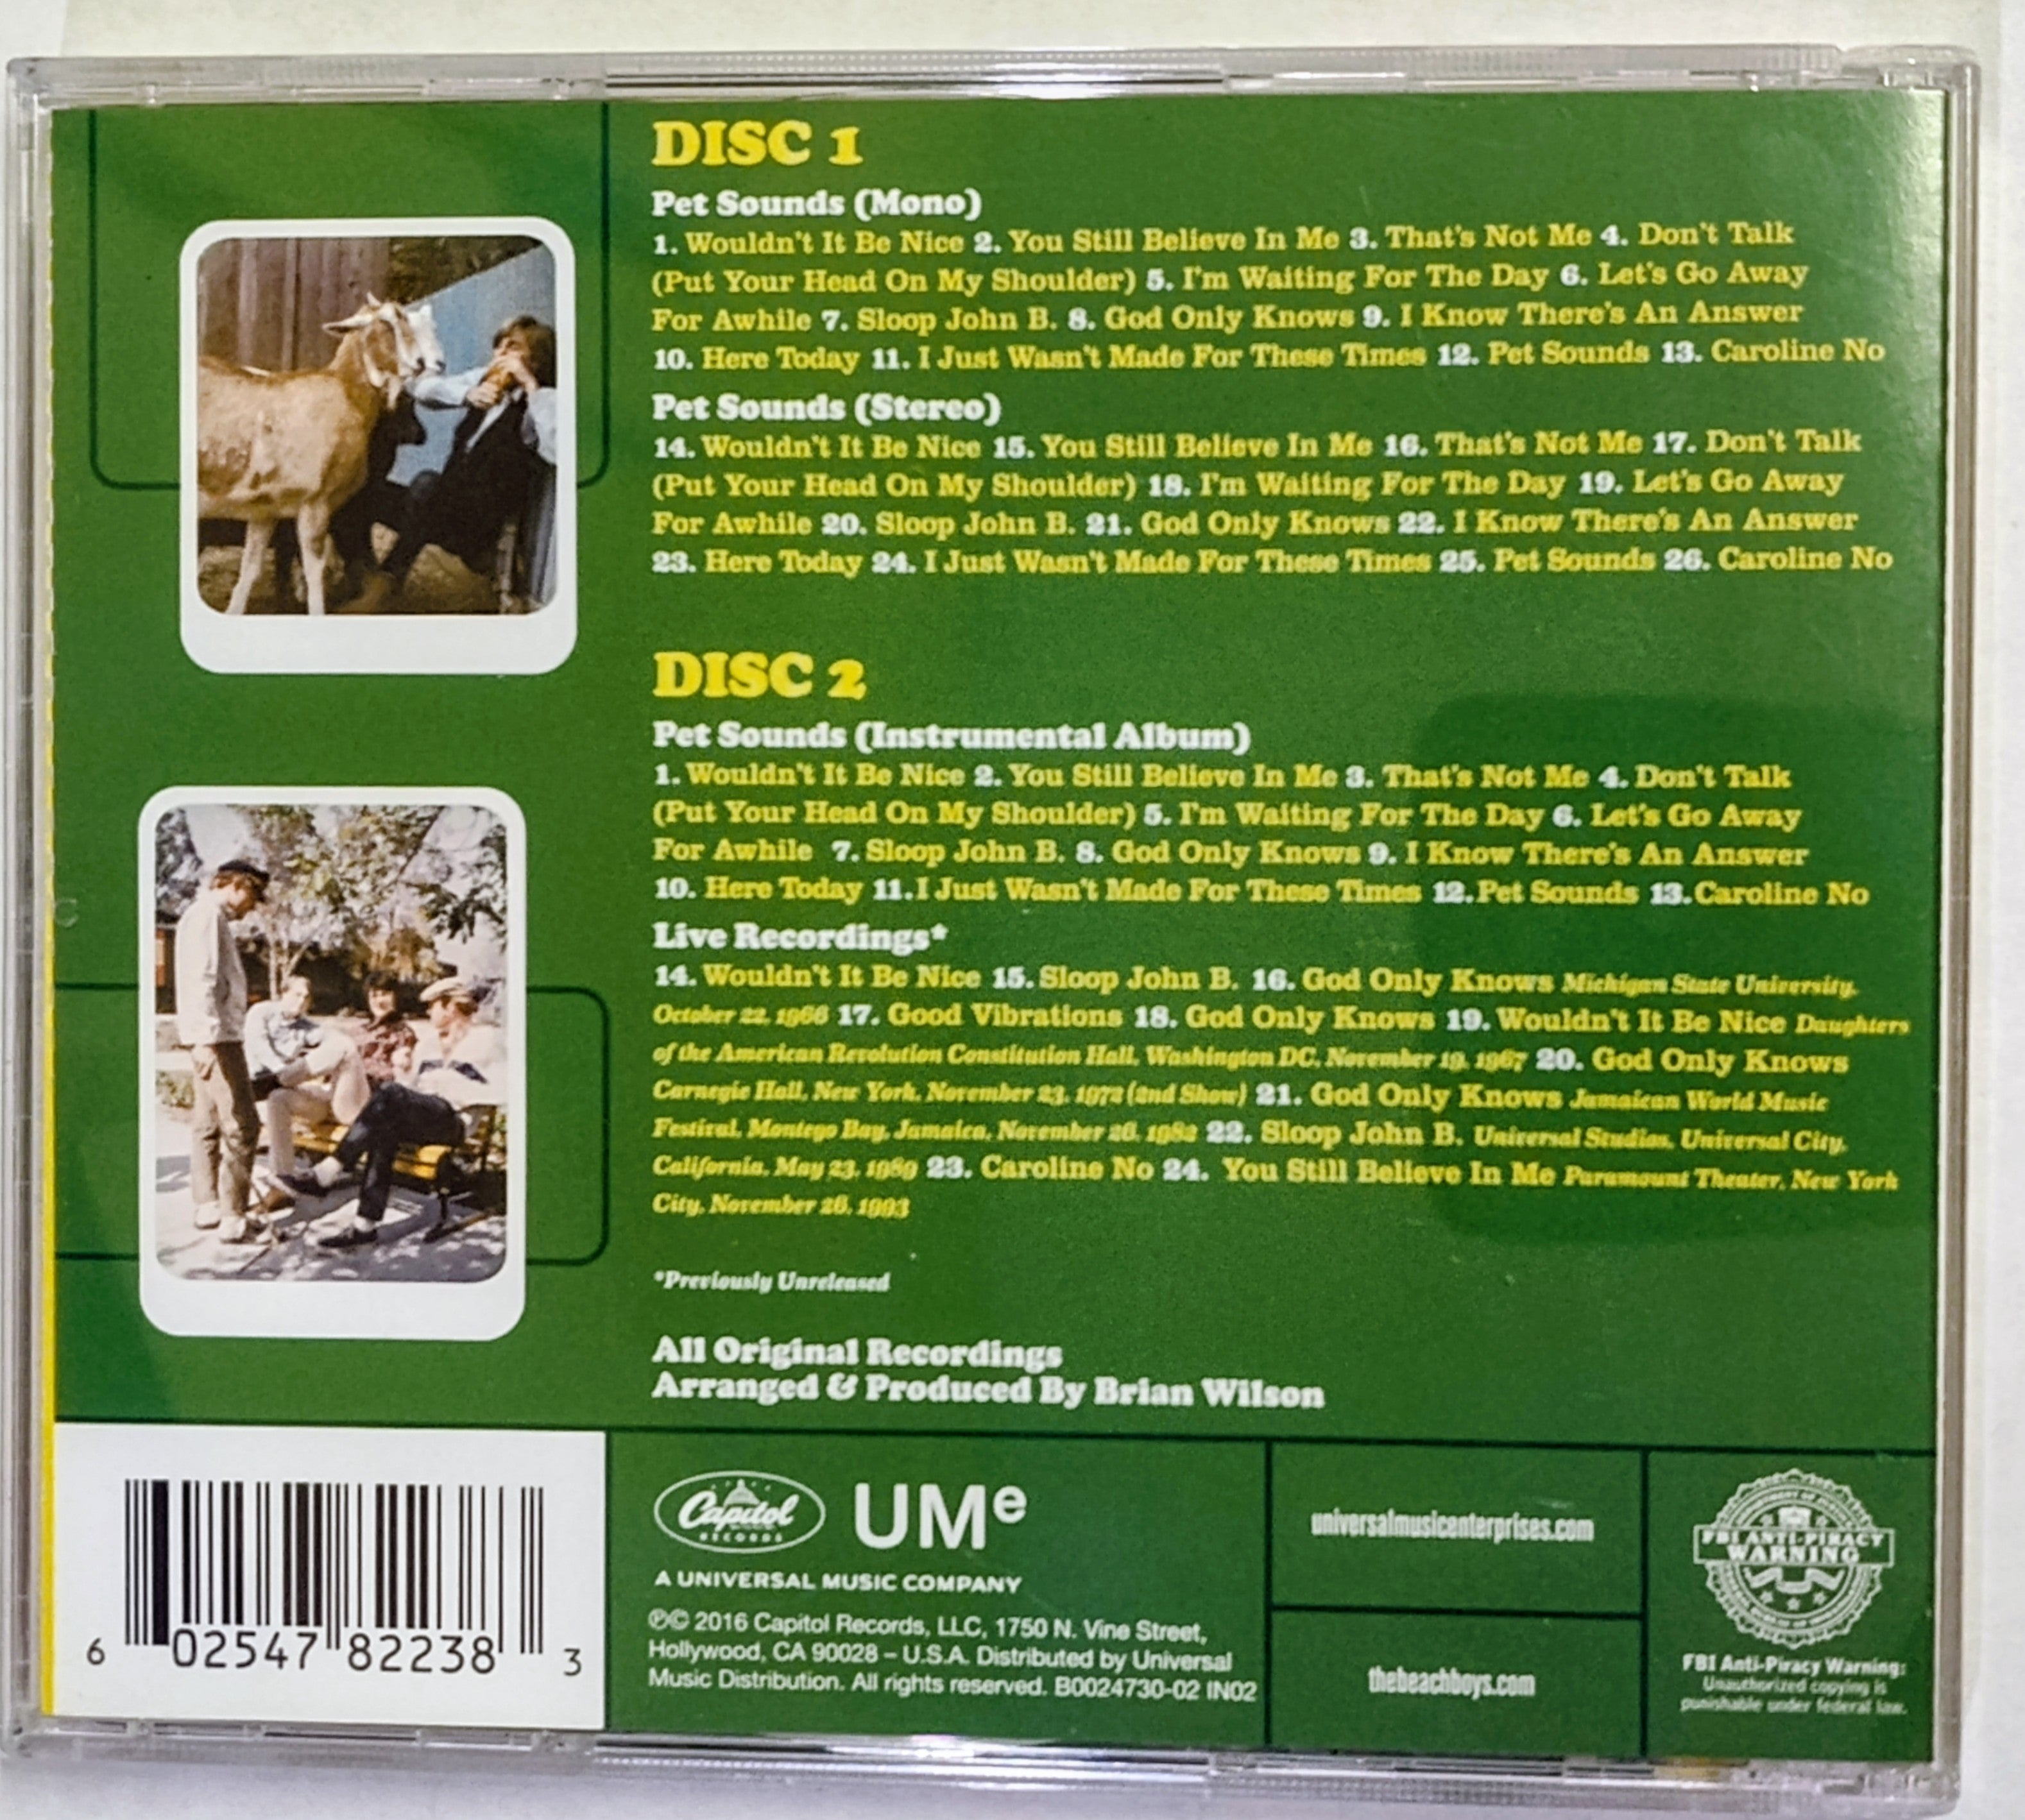 DISC 1
Pet Sounds (Mono)
1. Wouldn't It Be Nice 2. You Still Believe In Me 3. That's Not Me 4. Don't Talk
(Put Your Head On My Shoulder) 5. I'm Waiting For The Day 6. Let's Go Away
For Awhile 7. Sloop John B. 8. God Only Knows 9. I Know There's An Answer
10. Here Today 11. I Just Wasn't Made For These Times 12. Pet Sounds 13. Caroline No
Pet Sounds (Stereo)
14. Wouldn't It Be Nice 15. You Still Believe In Me 16. That's Not Me 17. Don't Talk
(Put Your Head On My Shoulder) 18. I'm Waiting For The Day 19. Let's Go Away
For Awhile 20. Sloop John B. 21. God Only Knows 22. I Know There's An Answer
23. Here Today 24. I Just Wasn't Made For These Times 25. Pet Sounds 26. Caroline No
DISC 2
Pet Sounds (Instrumental Album)
1. Wouldn't It Be Nice 2. You Still Believe In Me 3. That's Not Me 4. Don't Talk
(Put Your Head On My Shoulder) 5. I'm Waiting For The Day 6. Let's Go Away
For Awhile 7. Sloop John B. 8. God Only Knows 9. I Know There's An Answer
10. Here Today 11. I Just Wasn't Made For These Times 12. Pet Sounds 13. Caroline No
Live Recordings*
14. Wouldn't It Be Nice 15. Sloop John B. 16. God Only Knows Michigan State University,
October 22, 1966 17. Good Vibrations 18. God Only Knows 19. Wouldn't It Be Nice Daughters
of the American Revolution Constitution Hall, Washington DC, November 19, 1967 20. God Only Knows
Carnegie Hall, New York, November 23, 1972 (2nd Show) 21. God Only Knows Jamaican World Music
Festival, Montego Bay, Jamaica, November 26, 1982 22. Sloop John B. Universal Studios, Universal City,
California, May 23, 1989 23. Caroline No 24. You Still Believe In Me Paramount Theater, New York
City, November 26, 1993
*Previously Unreleased
All Original Recordings
Arranged & Produced By Brian Wilson
6 02547 82238 3
Capitol
RECORDS
UMe
A UNIVERSAL MUSIC COMPANY
℗© 2016 Capitol Records, LLC, 1750 N. Vine Street,
Hollywood, CA 90028 – U.S.A. Distributed by Universal
Music Distribution. All rights reserved. B0024730-02 IN02
universalmusicenterprises.com
thebeachboys.com
FBI ANTI-PIRACY
WARNING
FBI Anti-Piracy Warning:
Unauthorized copying is
punishable under federal law.